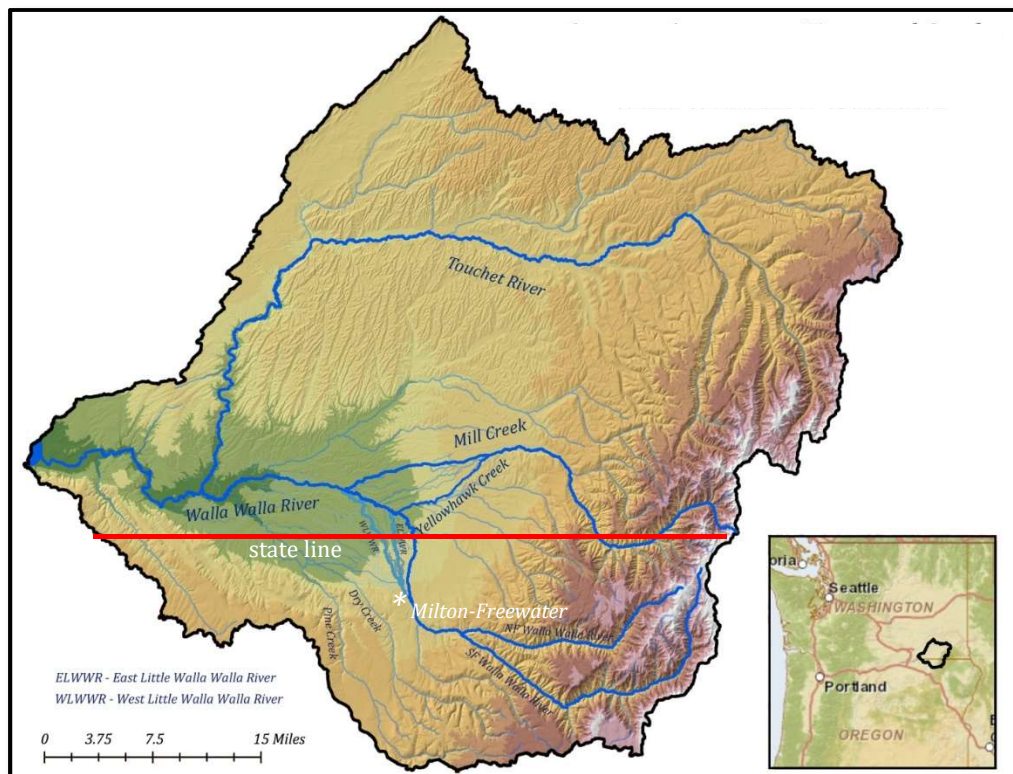 Touchet River
Mill Creek
Yellowhawk Creek
Walla Walla River
WLWWR
ELWWR
state line
*Milton-Freewater
Dry Creek
Pine Creek
NF Walla Walla River
SF Walla Walla River
ELWWR - East Little Walla Walla River
WLWWR - West Little Walla Walla River
0 3.75 7.5 15 Miles
oria
Seattle
WASHINGTON
Portland
OREGON